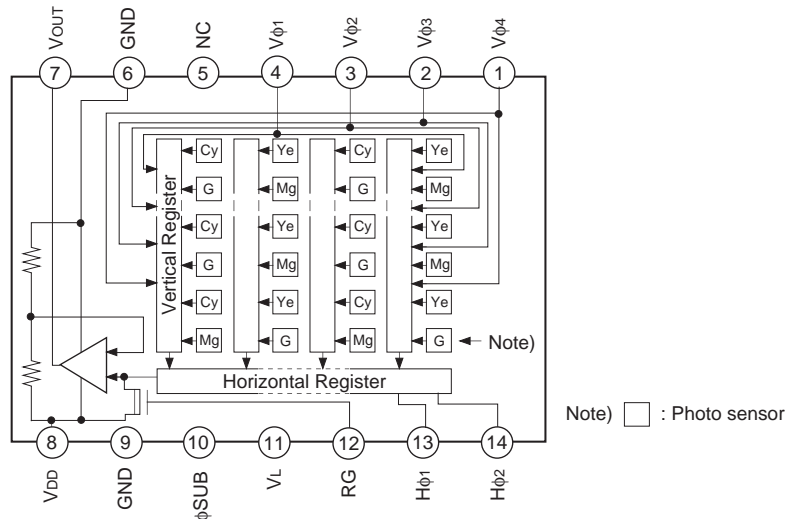 VOUT
GND
NC
Vϕ1
Vϕ2
Vϕ3
Vϕ4
7
6
5
4
3
2
1
Vertical Register
Cy
Ye
Cy
Ye
G
Mg
G
Mg
Cy
Ye
Cy
Ye
G
Mg
G
Mg
Cy
Ye
Cy
Ye
Mg
G
Mg
G
Note)
Horizontal Register
Note) : Photo sensor
8
9
10
11
12
13
14
VDD
GND
ϕSUB
VL
RG
Hϕ1
Hϕ2